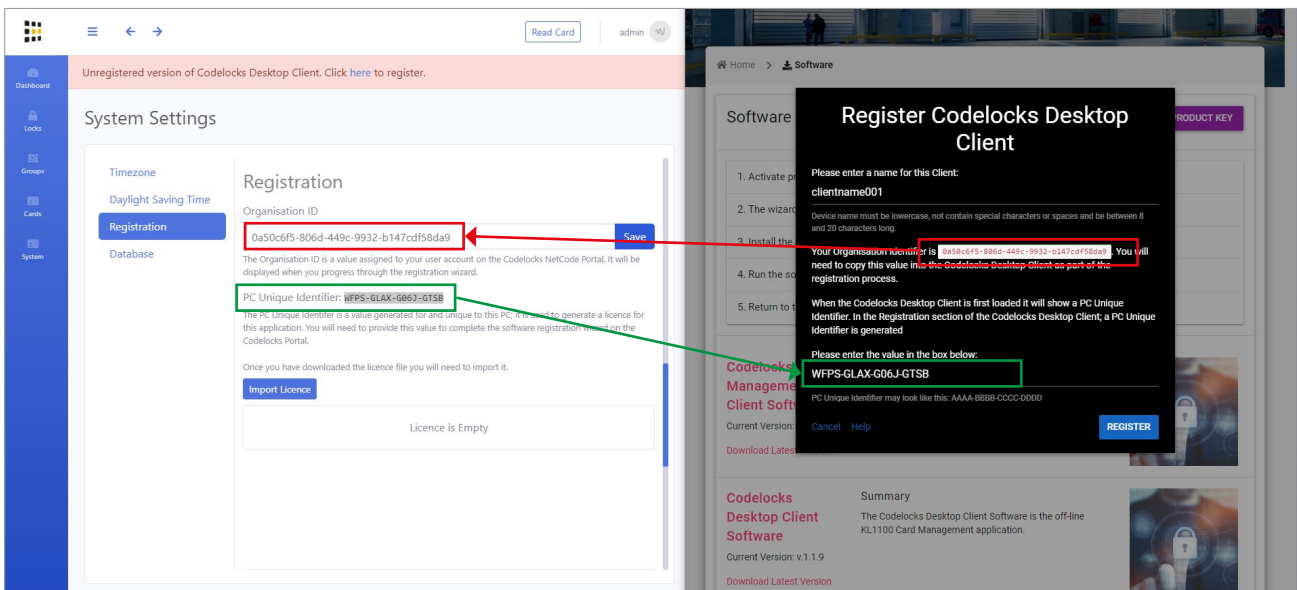 Read Card
admin
Unregistered version of Codelocks Desktop Client. Click here to register.
Dashboard
Locks
Groups
Cards
System
System Settings
Timezone
Daylight Saving Time
Registration
Database
Registration
Organisation ID
0a50c6f5-806d-449c-9932-b147cdf58da9
Save
The Organisation ID is a value assigned to your user account on the Codelocks NetCode Portal. It will be
displayed when you progress through the registration wizard.
PC Unique Identifier: WFPS-GLAX-G06J-GTSB
The PC Unique Identifier is a value generated for and unique to this PC; it is used to generate a licence for
this application. You will need to provide this value to complete the software registration wizard on the
Codelocks Portal.
Once you have downloaded the licence file you will need to import it.
Import Licence
Licence is Empty
Home > Software
Software
PRODUCT KEY
1. Activate
2. The wizard
3. Install the
4. Run the
5. Return to
Register Codelocks Desktop
Client
Please enter a name for this Client:
clientname001
Device name must be lowercase, not contain special characters or spaces and be between 8
and 20 characters long.
Your Organisation Identifier is 0a50c6f5-806d-449c-9932-b147cdf58da9. You will
need to copy this value into the Codelocks Desktop Client as part of the
registration process.
When the Codelocks Desktop Client is first loaded it will show a PC Unique
Identifier. In the Registration section of the Codelocks Desktop Client; a PC Unique
Identifier is generated
Please enter the value in the box below:
WFPS-GLAX-G06J-GTSB
PC Unique Identifier may look like this: AAAA-BBBB-CCCC-DDDD
Cancel
Help
REGISTER
Codelocks
Client
Current Version:
Download
Codelocks
Desktop Client
Software
Current Version: v.1.1.9
Download Latest Version
Summary
The Codelocks Desktop Client Software is the off-line
KL1100 Card Management application.